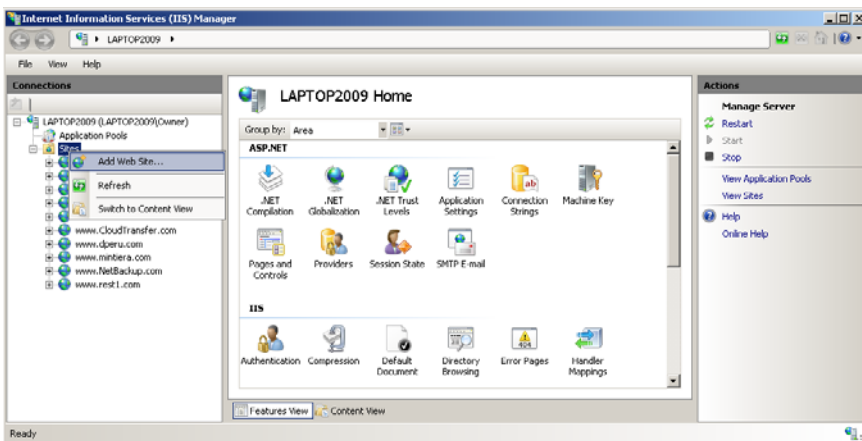 Internet Information Services (IIS) Manager
LAPTOP2009
File View Help
Connections
LAPTOP2009 (LAPTOP2009\Owner)
Application Pools
Sites
Add Web Site...
Refresh
Switch to Content View
www.CloudTransfer.com
www.dperu.com
www.mintiera.com
www.NetBackup.com
www.rest1.com
LAPTOP2009 Home
Group by: Area
ASP.NET
.NET Compilation
.NET Globalization
.NET Trust Levels
Application Settings
Connection Strings
Machine Key
Pages and Controls
Providers
Session State
SMTP E-mail
IIS
Authentication
Compression
Default Document
Directory Browsing
404
Error Pages
Handler Mappings
Features View
Content View
Actions
Manage Server
Restart
Start
Stop
View Application Pools
View Sites
Help
Online Help
Ready